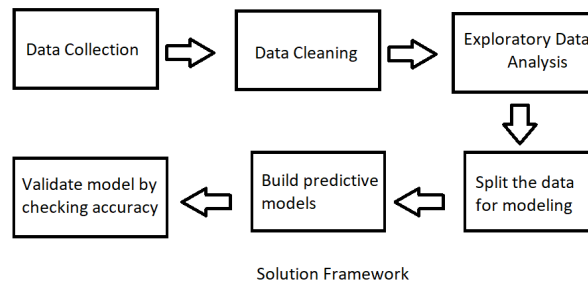 Data Collection
Data Cleaning
Exploratory Data
Analysis
Split the data
for modeling
Build predictive
models
Validate model by
checking accuracy
Solution Framework